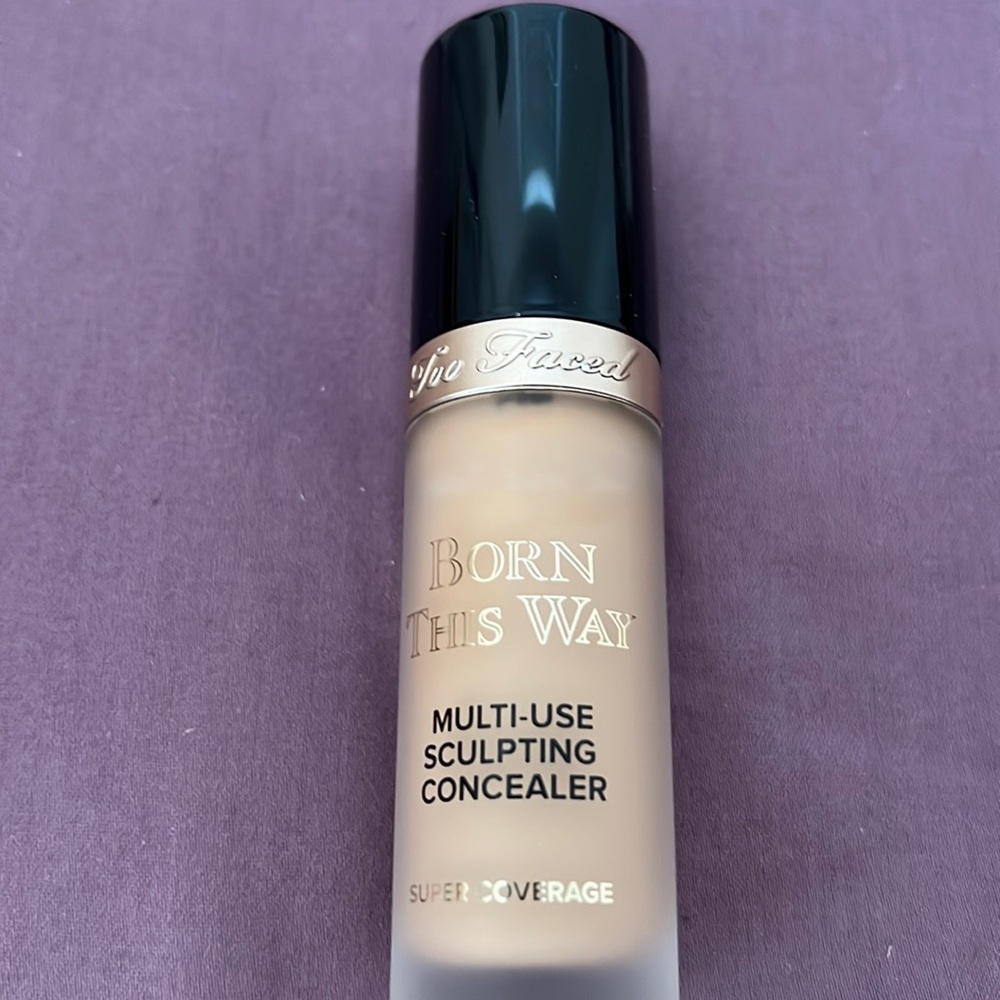 Too Faced
BORN
THIS WAY
MULTI-USE
SCULPTING
CONCEALER
SUPER COVERAGE